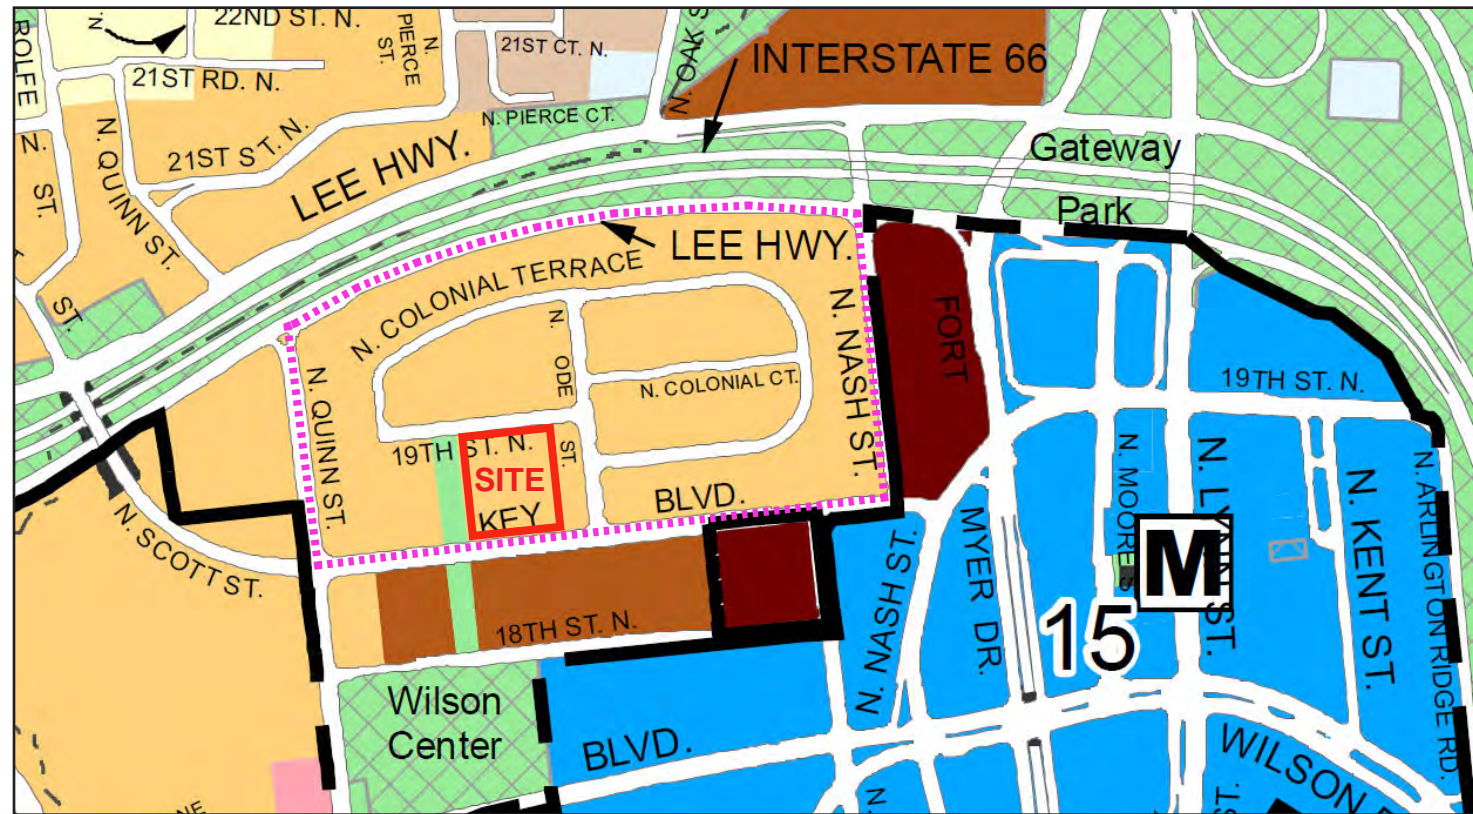 22ND ST. N.
N.
ROLFE
21ST RD. N.
N.
PIERCE
ST.
21ST CT. N.
N. OAK S
INTERSTATE 66
N. PIERCE CT.
N.
ST.
N. QUINN ST.
21ST ST. N.
LEE HWY.
Gateway
Park
ST.
LEE HWY.
N. COLONIAL TERRACE
N.
ODE
ST.
N. COLONIAL CT.
N. NASH ST.
FORT
19TH ST. N.
N. QUINN ST.
19TH ST. N.
SITE
KEY
BLVD.
N. SCOTT ST.
18TH ST. N.
N. NASH ST.
MYER DR.
N. MOORE S
N. LYNN ST.
M
15
N. KENT ST.
N. ARLINGTON RIDGE RD.
Wilson
Center
BLVD.
WILSON
N.
ST.
NE